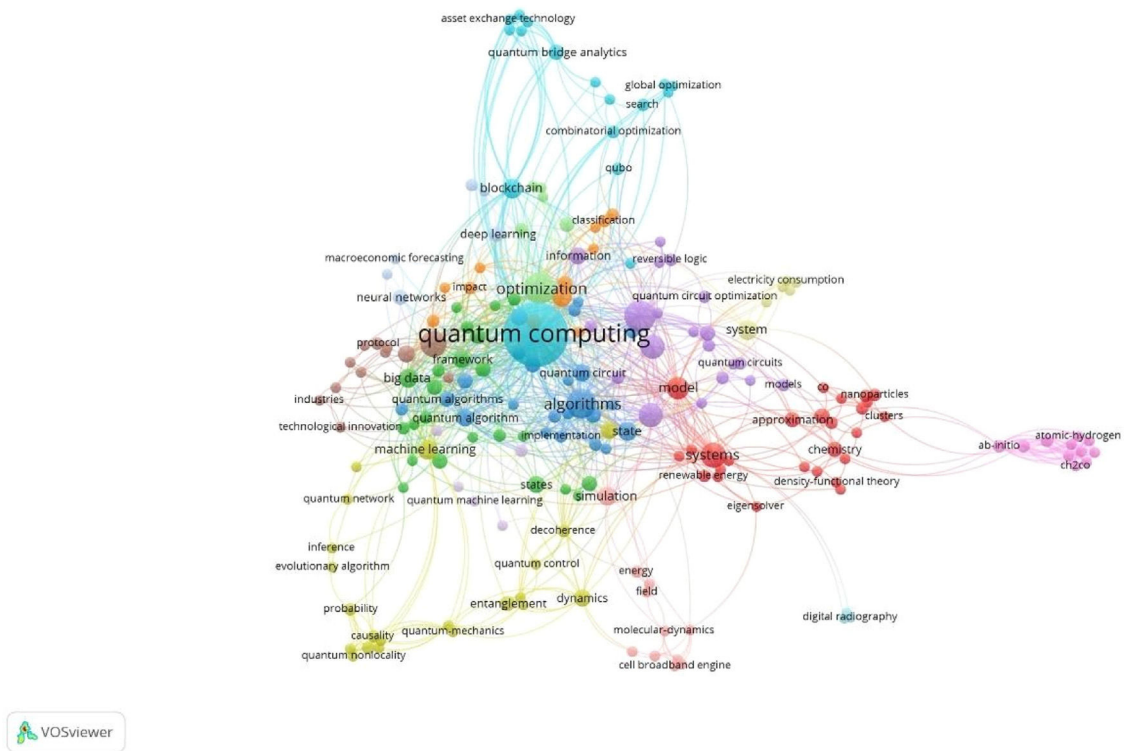 asset exchange technology
quantum bridge analytics
global optimization
search
combinatorial optimization
qubo
blockchain
classification
deep learning
information
reversible logic
macroeconomic forecasting
electricity consumption
impact
optimization
neural networks
quantum circuit optimization
quantum computing
system
protocol
framework
quantum circuits
big data
quantum circuit
model
models
co
nanoparticles
industries
quantum algorithms
algorithms
clusters
quantum algorithm
approximation
technological innovation
implementation
state
atomic-hydrogen
machine learning
systems
chemistry
ab-initio
ch2co
renewable energy
density-functional theory
states
quantum network
quantum machine learning
simulation
eigensolver
decoherence
inference
quantum control
evolutionary algorithm
energy
field
dynamics
entanglement
probability
digital radiography
quantum-mechanics
molecular-dynamics
causality
quantum nonlocality
cell broadband engine
VOSviewer